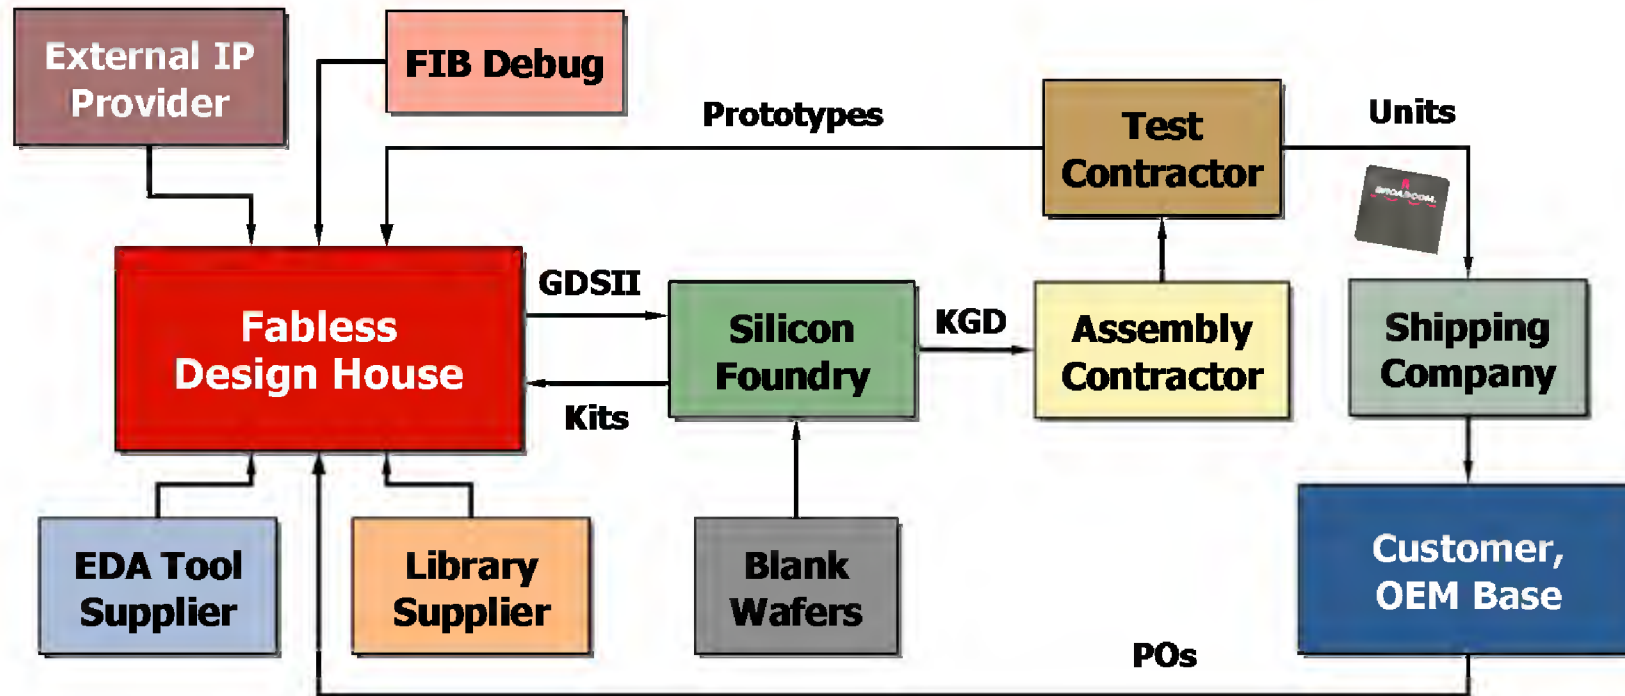 External IP
Provider
FIB Debug
Prototypes
Test
Contractor
Units
BROADCOM.
Fabless
Design House
GDSII
Kits
Silicon
Foundry
KGD
Assembly
Contractor
Shipping
Company
EDA Tool
Supplier
Library
Supplier
Blank
Wafers
Customer,
OEM Base
POs